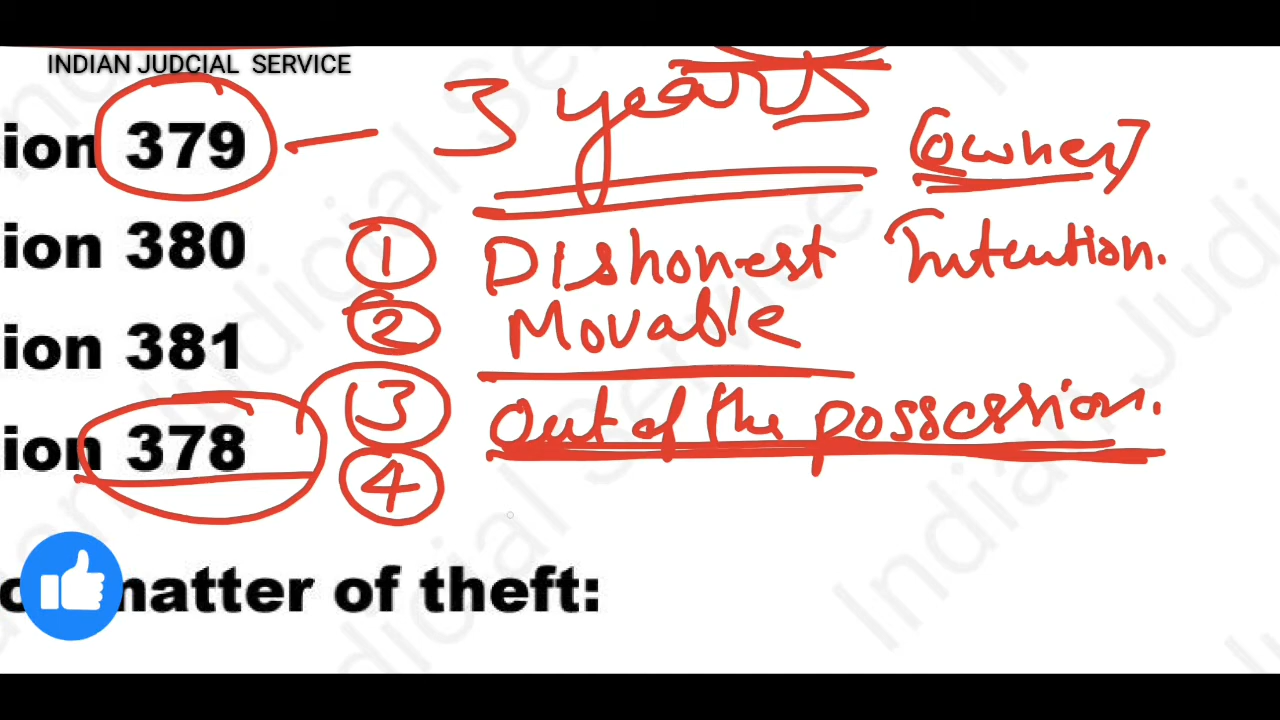 INDIAN JUDCIAL SERVICE
ion 379 — 3 years
[owner]
ion 380
① Dishonest Intention.
② Movable
ion 381
③ Out of the possession.
ion 378
④
matter of theft: